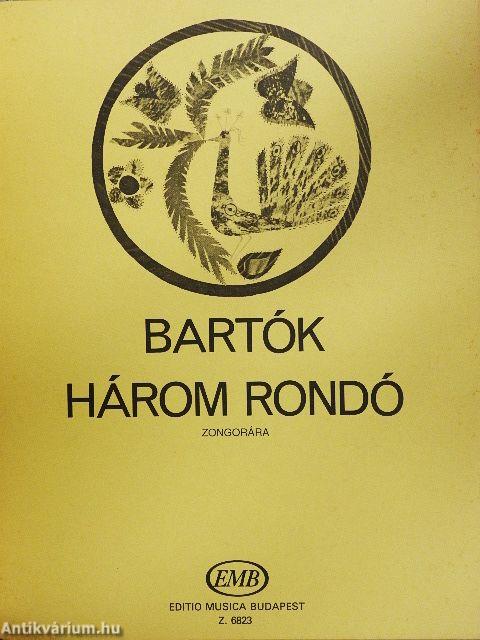 BARTÓK
HÁROM RONDÓ
ZONGORÁRA
EMB
EDITIO MUSICA BUDAPEST
Z. 6823
Antikvárium.hu